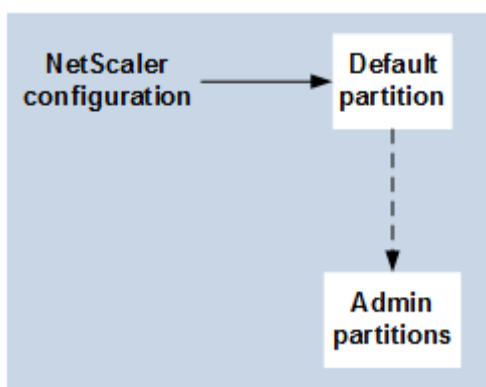 NetScaler
configuration
Default
partition
Admin
partitions